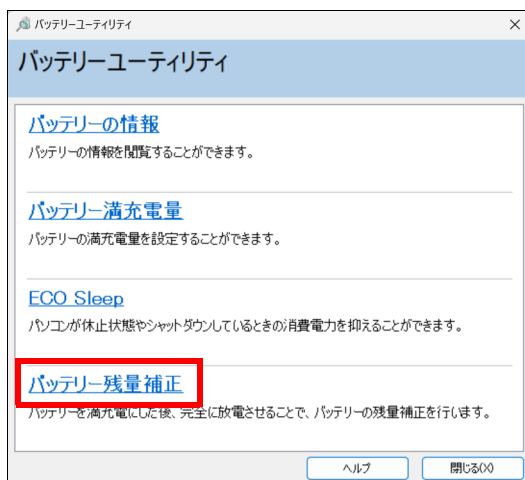 バッテリーユーティリティ
バッテリーユーティリティ
バッテリーの情報
バッテリーの情報を閲覧することができます。
バッテリー満充電量
バッテリーの満充電量を設定することができます。
ECO Sleep
パソコンが休止状態やシャットダウンしているときの消費電力を抑えることができます。
バッテリー残量補正
バッテリーを満充電にした後、完全に放電させることで、バッテリーの残量補正を行います。
ヘルプ
閉じる(X)